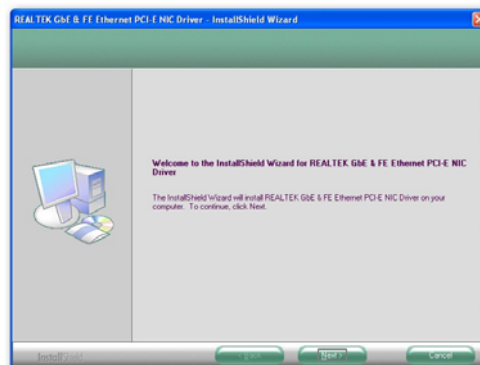 REALTEK GbE & FE Ethernet PCI-E NIC Driver - InstallShield Wizard
Welcome to the InstallShield Wizard for REALTEK GbE & FE Ethernet PCI-E NIC
Driver
The InstallShield Wizard will install REALTEK GbE & FE Ethernet PCI-E NIC Driver on your
computer. To continue, click Next.
InstallShield
< Back
Next >
Cancel